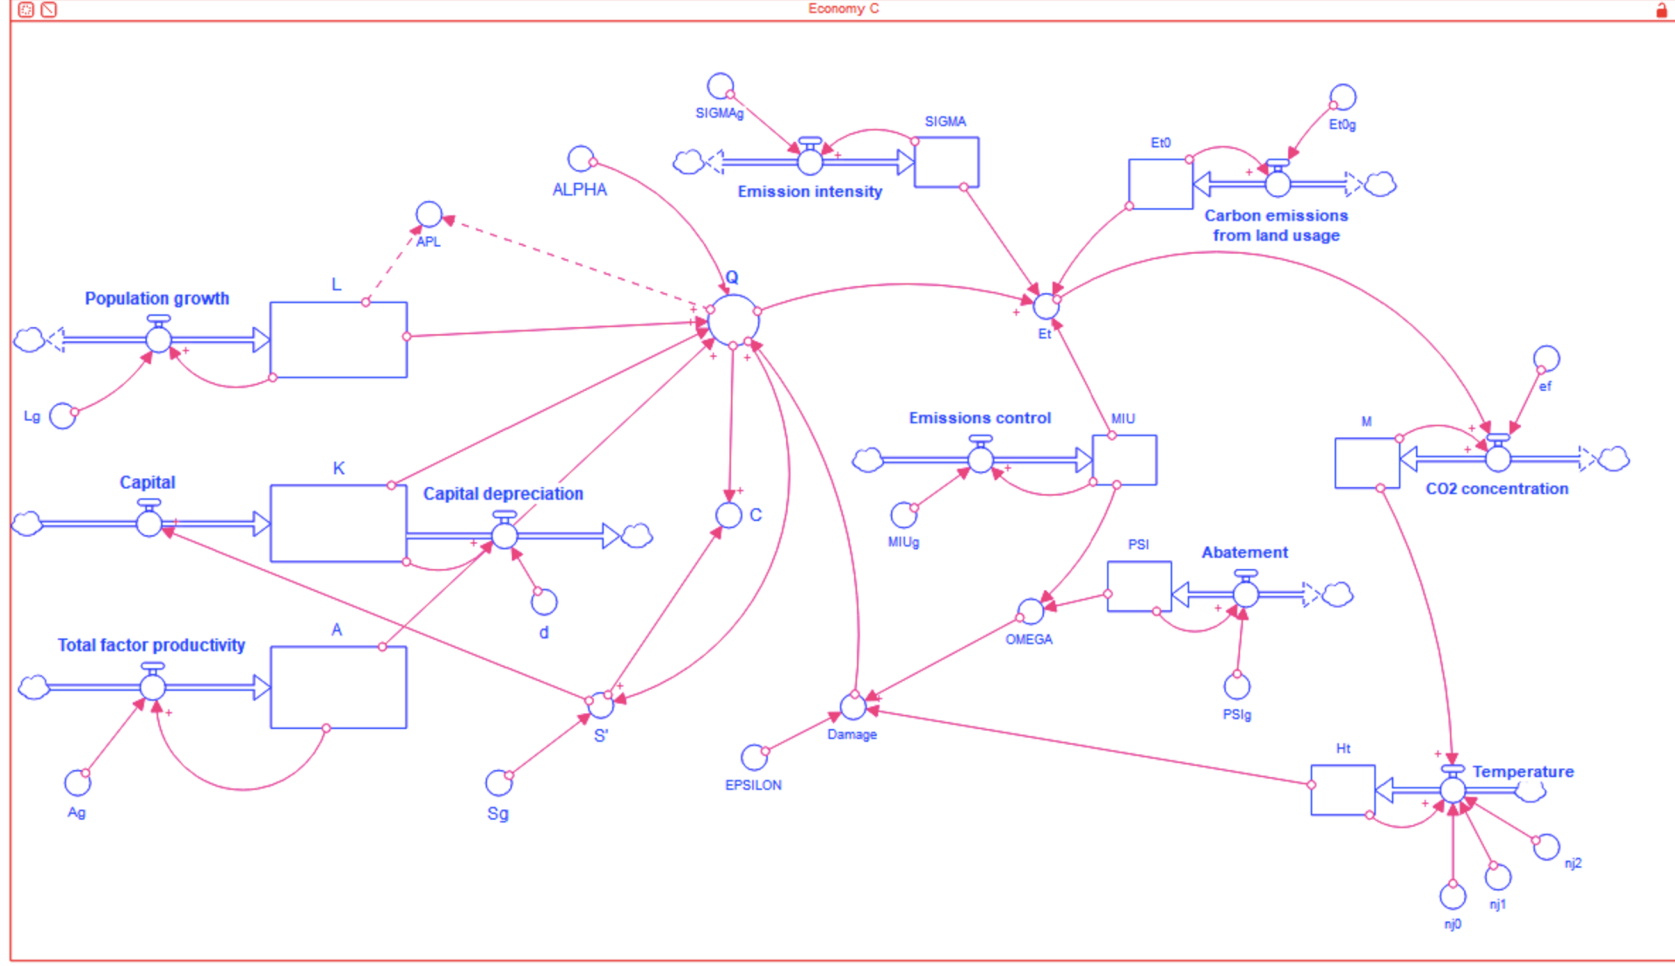 Economy C
SIGMAg
SIGMA
Emission intensity
Et0g
Et0
Carbon emissions
from land usage
ALPHA
APL
L
Population growth
Lg
Q
Et
ef
Emissions control
MIU
MIUg
M
CO2 concentration
K
Capital
Capital depreciation
d
C
PSI
Abatement
OMEGA
PSIg
A
Total factor productivity
Ag
S'
Sg
Damage
EPSILON
Ht
Temperature
nj2
nj1
nj0